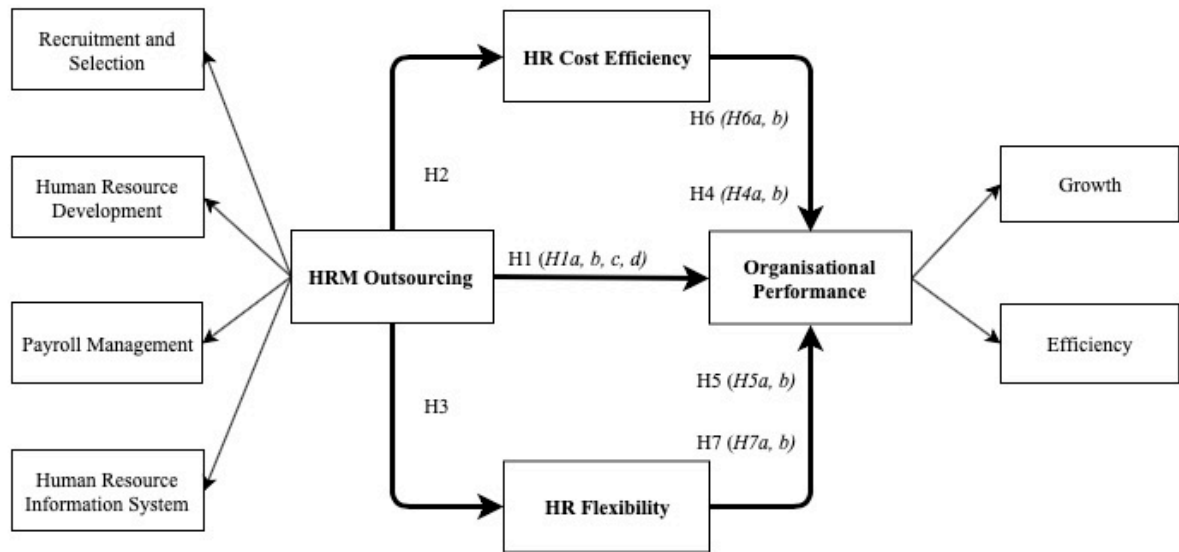 Recruitment and
Selection
Human Resource
Development
Payroll Management
Human Resource
Information System
HRM Outsourcing
H2
H1 (H1a, b, c, d)
H3
HR Cost Efficiency
HR Flexibility
H6 (H6a, b)
H4 (H4a, b)
Organisational
Performance
H5 (H5a, b)
H7 (H7a, b)
Growth
Efficiency